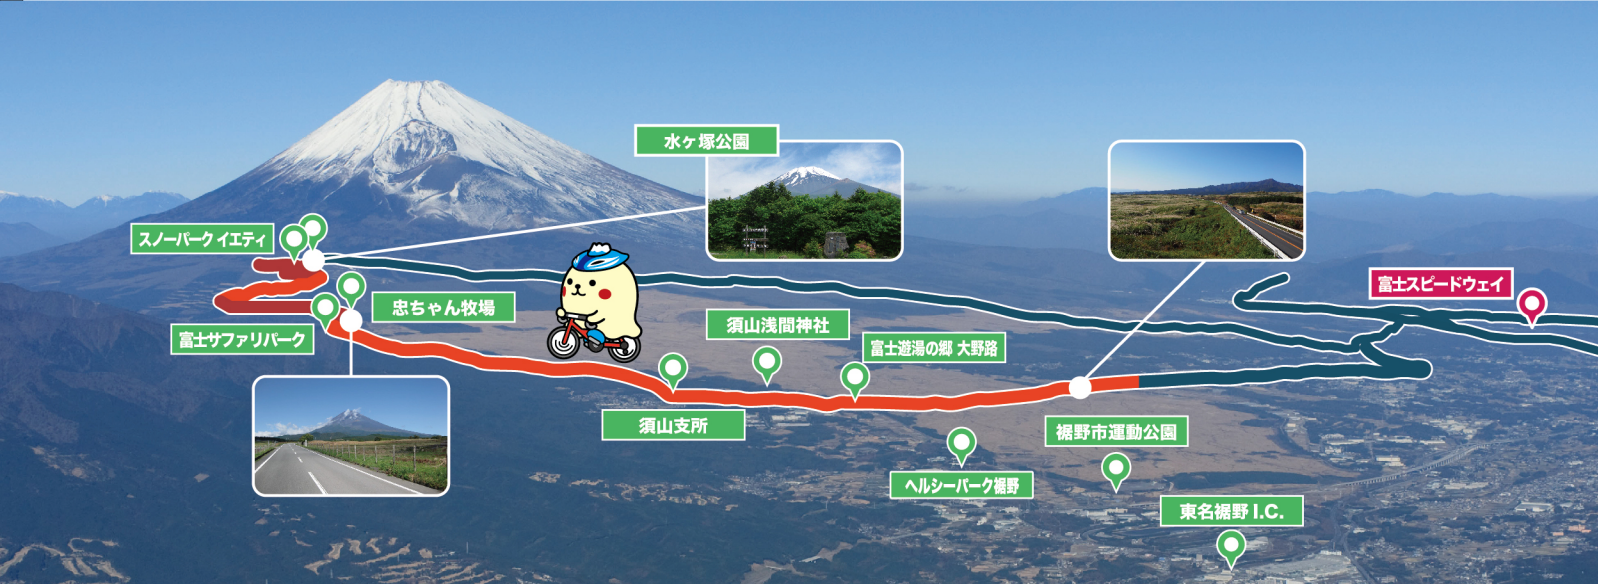 水ヶ塚公園
スノーパーク イエティ
富士スピードウェイ
忠ちゃん牧場
富士サファリパーク
須山浅間神社
富士遊湯の郷 大野路
須山支所
裾野市運動公園
ヘルシーパーク裾野
東名裾野 I.C.